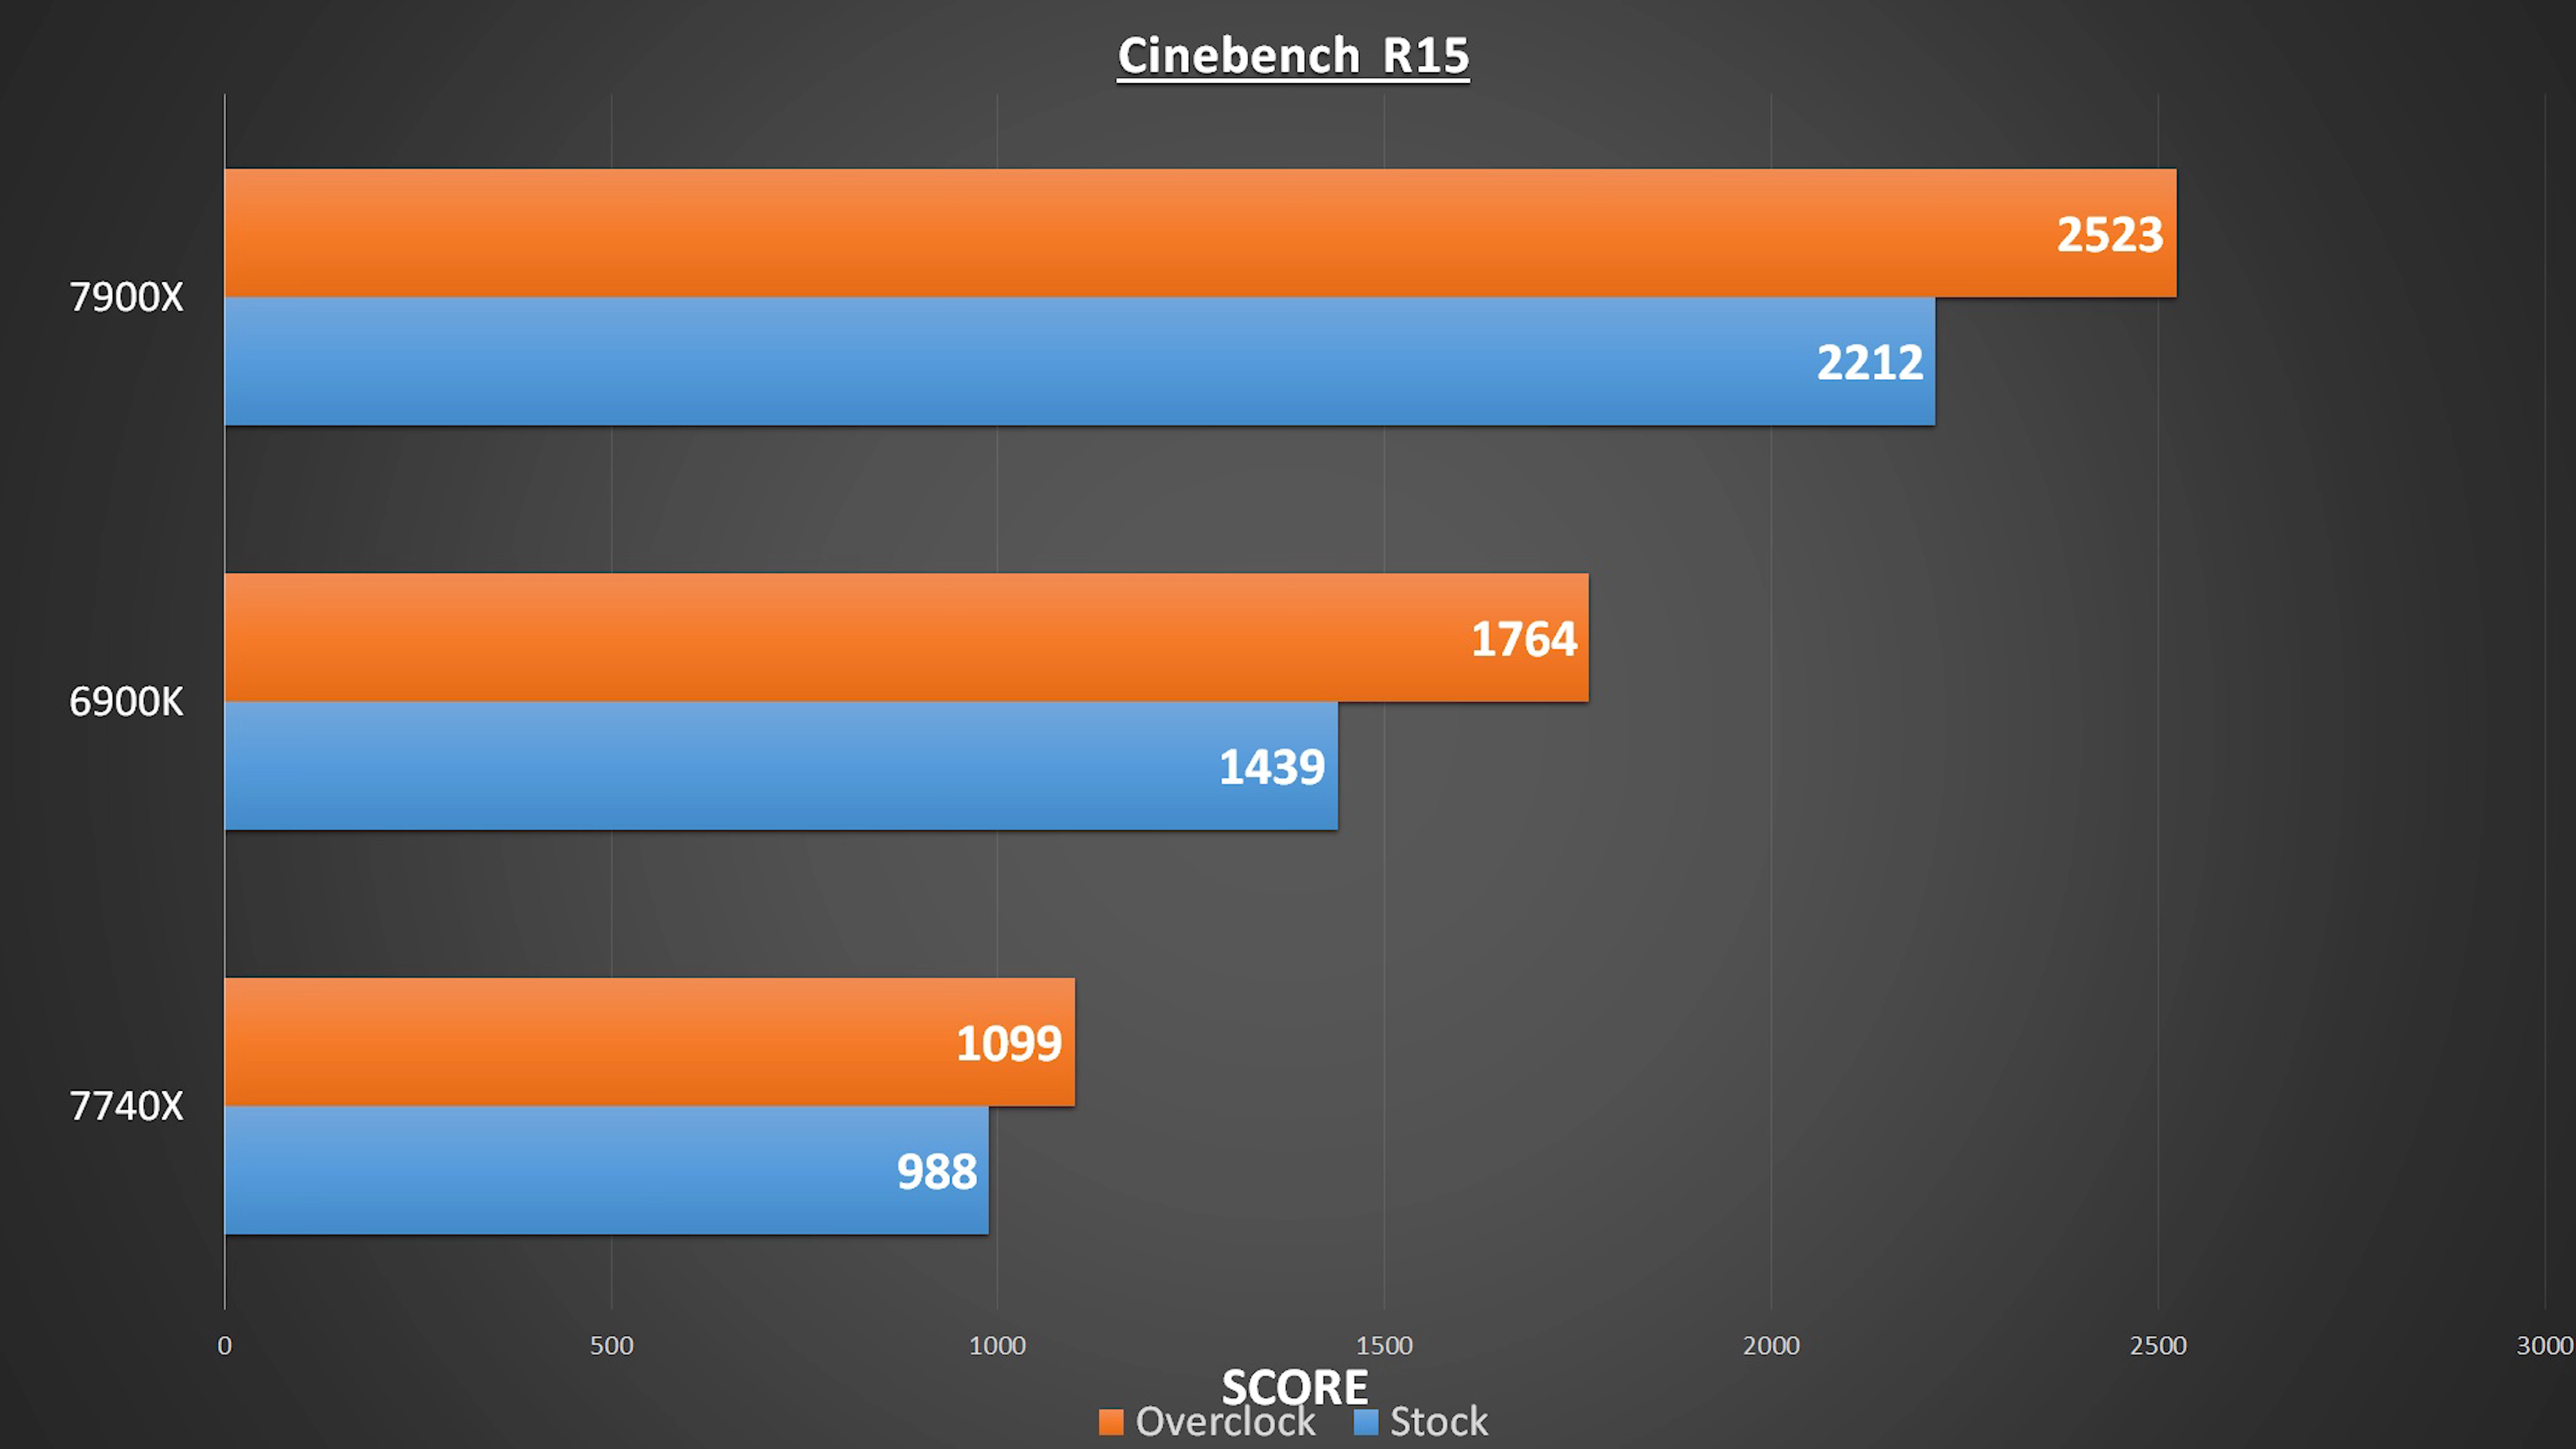 Cinebench R15
2523
7900X
2212
1764
6900K
1439
1099
7740X
988
0 500 1000 1500 2000 2500 3000
SCORE
Overclock Stock